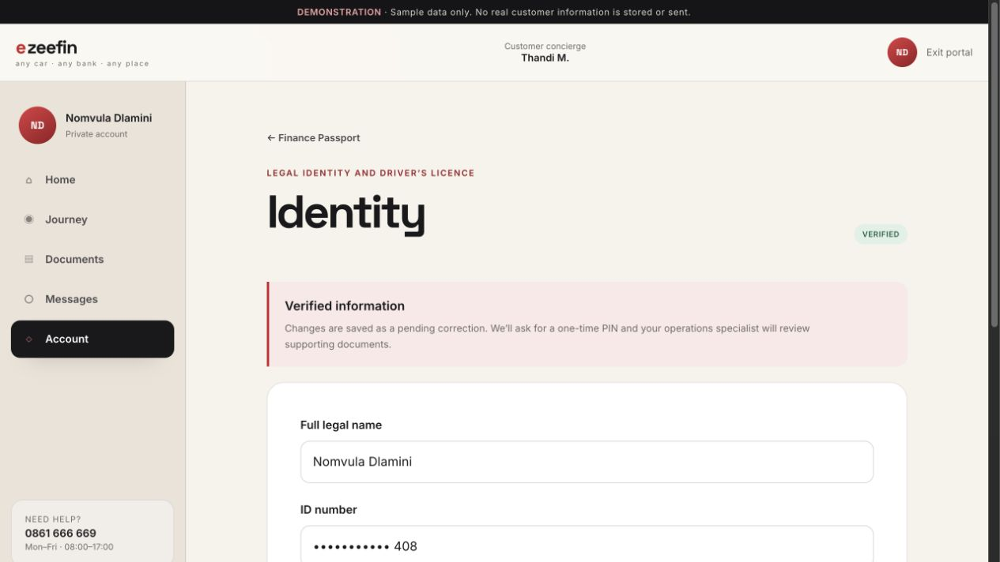 DEMONSTRATION · Sample data only. No real customer information is stored or sent.
ezeefin
any car · any bank · any place
Customer concierge
Thandi M.
ND
Exit portal
ND
Nomvula Dlamini
Private account
Home
Journey
Documents
Messages
Account
NEED HELP?
0861 666 669
Mon–Fri · 08:00–17:00
← Finance Passport
LEGAL IDENTITY AND DRIVER'S LICENCE
Identity
VERIFIED
Verified information
Changes are saved as a pending correction. We'll ask for a one-time PIN and your operations specialist will review
supporting documents.
Full legal name
Nomvula Dlamini
ID number
••••••••••• 408